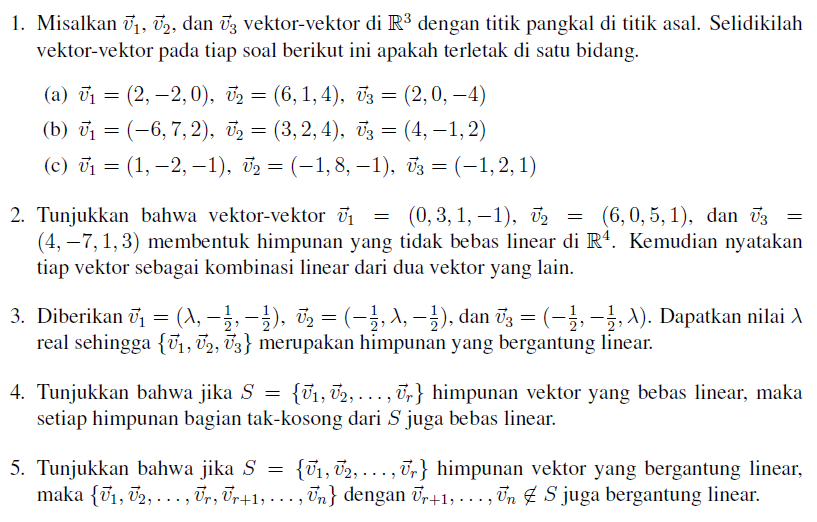 1. Misalkan v⃗₁, v⃗₂, dan v⃗₃ vektor-vektor di ℝ³ dengan titik pangkal di titik asal. Selidikilah
vektor-vektor pada tiap soal berikut ini apakah terletak di satu bidang.
(a) v⃗₁ = (2, −2, 0), v⃗₂ = (6, 1, 4), v⃗₃ = (2, 0, −4)
(b) v⃗₁ = (−6, 7, 2), v⃗₂ = (3, 2, 4), v⃗₃ = (4, −1, 2)
(c) v⃗₁ = (1, −2, −1), v⃗₂ = (−1, 8, −1), v⃗₃ = (−1, 2, 1)
2. Tunjukkan bahwa vektor-vektor v⃗₁ = (0, 3, 1, −1), v⃗₂ = (6, 0, 5, 1), dan v⃗₃ =
(4, −7, 1, 3) membentuk himpunan yang tidak bebas linear di ℝ⁴. Kemudian nyatakan
tiap vektor sebagai kombinasi linear dari dua vektor yang lain.
3. Diberikan v⃗₁ = (λ, −½, −½), v⃗₂ = (−½, λ, −½), dan v⃗₃ = (−½, −½, λ). Dapatkan nilai λ
real sehingga {v⃗₁, v⃗₂, v⃗₃} merupakan himpunan yang bergantung linear.
4. Tunjukkan bahwa jika S = {v⃗₁, v⃗₂, . . . , v⃗ᵣ} himpunan vektor yang bebas linear, maka
setiap himpunan bagian tak-kosong dari S juga bebas linear.
5. Tunjukkan bahwa jika S = {v⃗₁, v⃗₂, . . . , v⃗ᵣ} himpunan vektor yang bergantung linear,
maka {v⃗₁, v⃗₂, . . . , v⃗ᵣ, v⃗ᵣ₊₁, . . . , v⃗ₙ} dengan v⃗ᵣ₊₁, . . . , v⃗ₙ ∉ S juga bergantung linear.